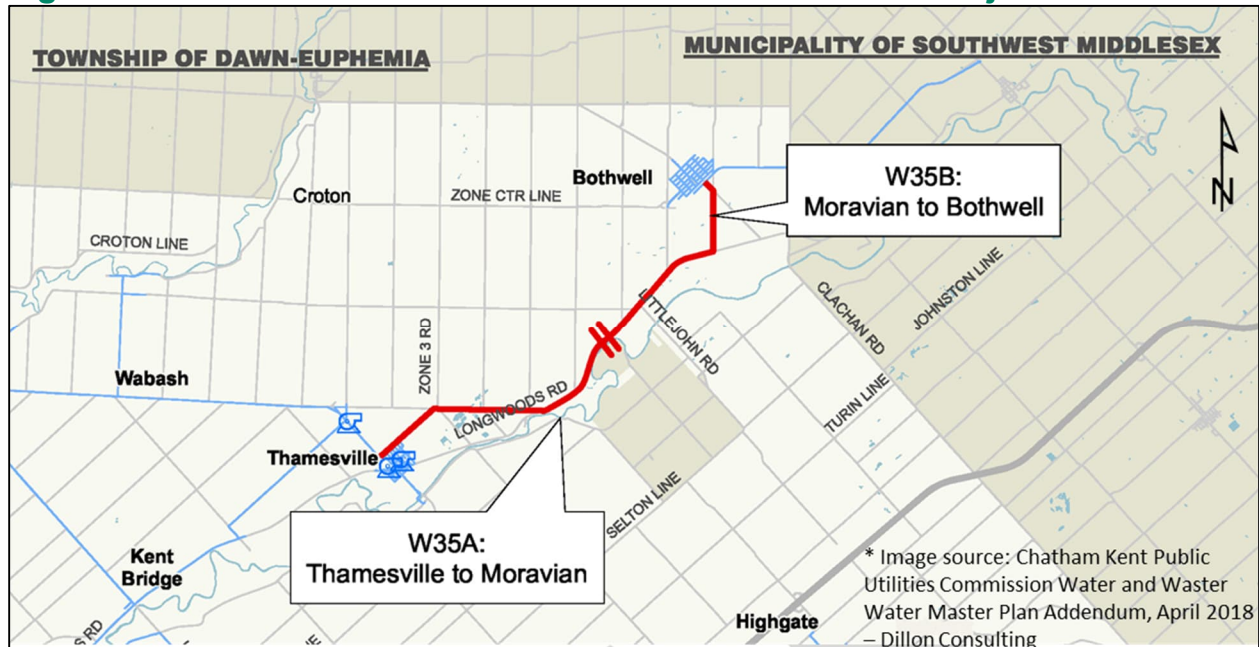 TOWNSHIP OF DAWN-EUPHEMIA
MUNICIPALITY OF SOUTHWEST MIDDLESEX
Bothwell
W35B:
Moravian to Bothwell
N
Croton
ZONE CTR LINE
CROTON LINE
JOHNSTON LINE
CLACHAN RD
LITTLEJOHN RD
ZONE 3 RD
Wabash
LONGWOODS RD
TURIN LINE
Thamesville
SELTON LINE
W35A:
Thamesville to Moravian
Kent
Bridge
* Image source: Chatham Kent Public
Utilities Commission Water and Waster
Water Master Plan Addendum, April 2018
– Dillon Consulting
Highgate
S RD